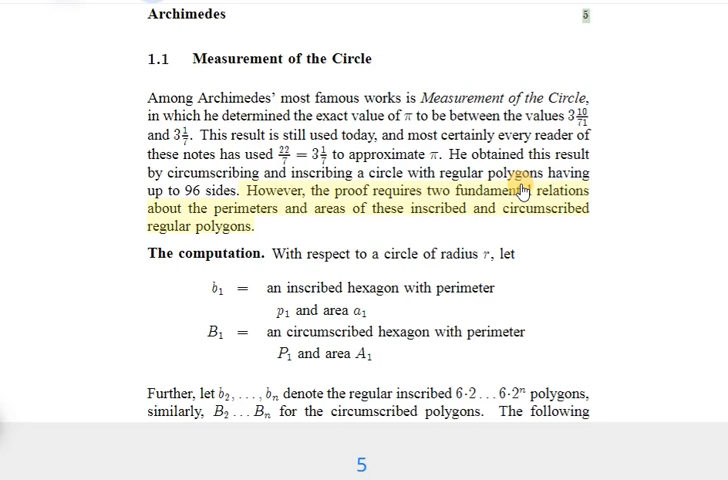 Archimedes 5
1.1 Measurement of the Circle
Among Archimedes' most famous works is Measurement of the Circle,
in which he determined the exact value of π to be between the values 3 10/71
and 3 1/7. This result is still used today, and most certainly every reader of
these notes has used 22/7 = 3 1/7 to approximate π. He obtained this result
by circumscribing and inscribing a circle with regular polygons having
up to 96 sides. However, the proof requires two fundamental relations
about the perimeters and areas of these inscribed and circumscribed
regular polygons.
The computation. With respect to a circle of radius r, let
b₁ = an inscribed hexagon with perimeter
p₁ and area a₁
B₁ = an circumscribed hexagon with perimeter
P₁ and area A₁
Further, let b₂, . . . , bₙ denote the regular inscribed 6·2 . . . 6·2ⁿ polygons,
similarly, B₂ . . . Bₙ for the circumscribed polygons. The following
5